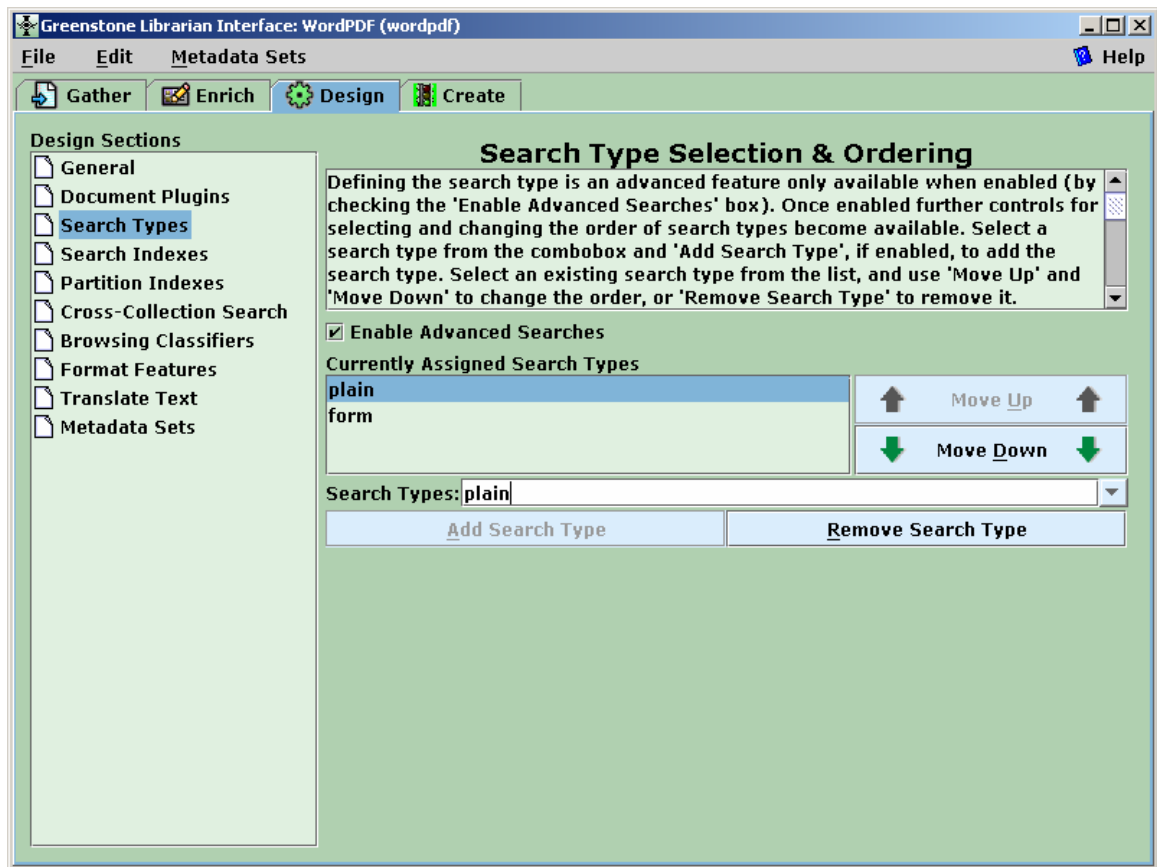 Greenstone Librarian Interface: WordPDF (wordpdf)
File Edit Metadata Sets Help
Gather Enrich Design Create
Design Sections
General
Document Plugins
Search Types
Search Indexes
Partition Indexes
Cross-Collection Search
Browsing Classifiers
Format Features
Translate Text
Metadata Sets
Search Type Selection & Ordering
Defining the search type is an advanced feature only available when enabled (by
checking the 'Enable Advanced Searches' box). Once enabled further controls for
selecting and changing the order of search types become available. Select a
search type from the combobox and 'Add Search Type', if enabled, to add the
search type. Select an existing search type from the list, and use 'Move Up' and
'Move Down' to change the order, or 'Remove Search Type' to remove it.
Enable Advanced Searches
Currently Assigned Search Types
plain
form
Move Up
Move Down
Search Types: plain
Add Search Type Remove Search Type